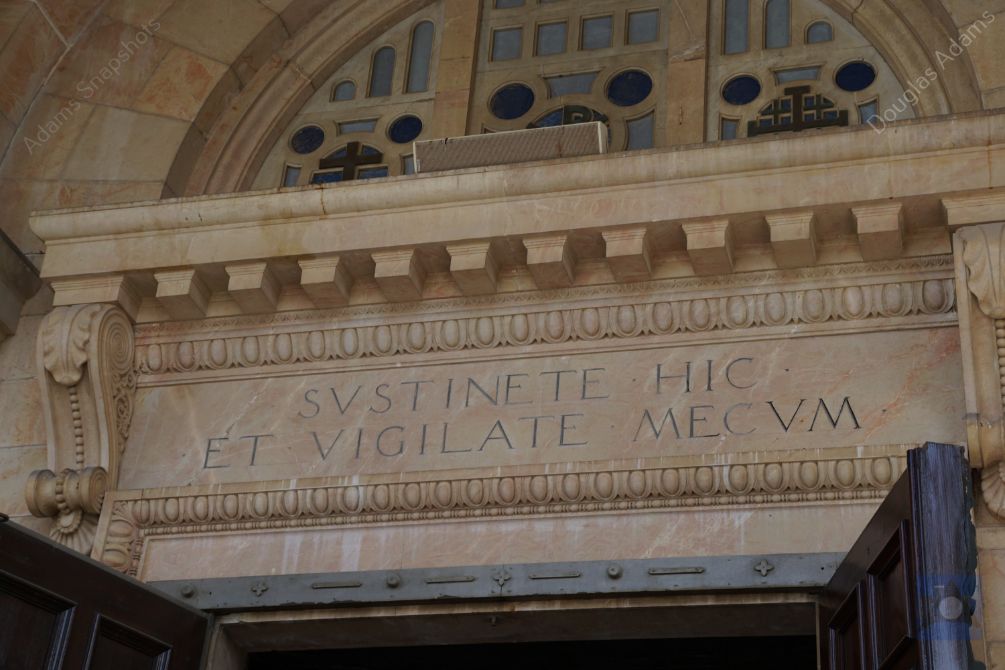 Adams Snapshots
Douglas Adams
SVSTINETE · HIC ·
ET · VIGILATE · MECVM ·